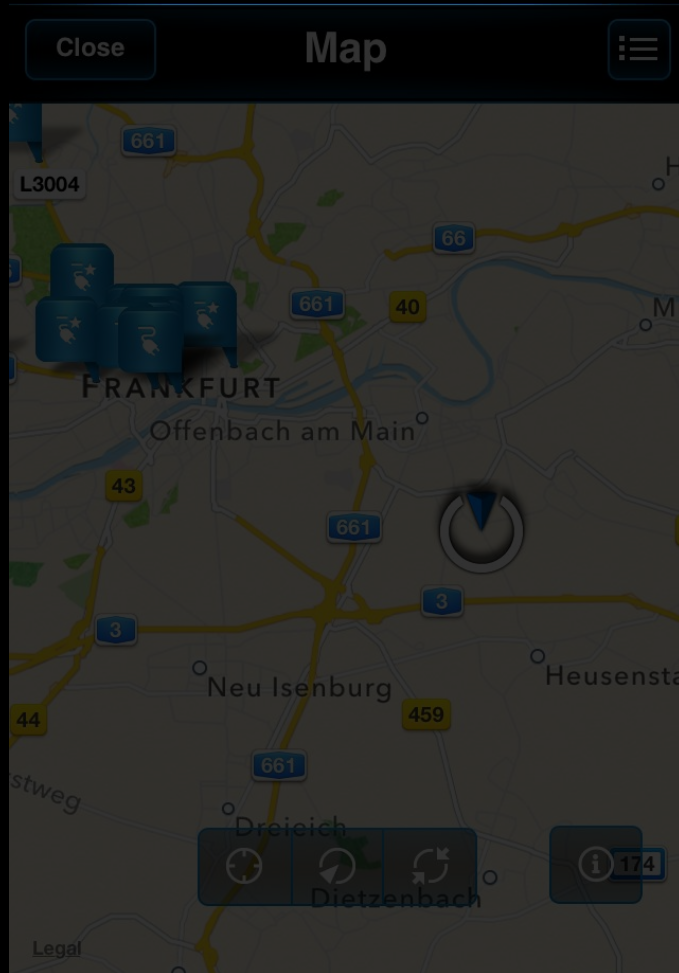 Close
Map
661
L3004
66
661
40
FRANKFURT
Offenbach am Main
43
661
3
3
Neu Isenburg
Heusensta
44
459
661
stweg
Dreieich
174
Dietzenbach
Legal